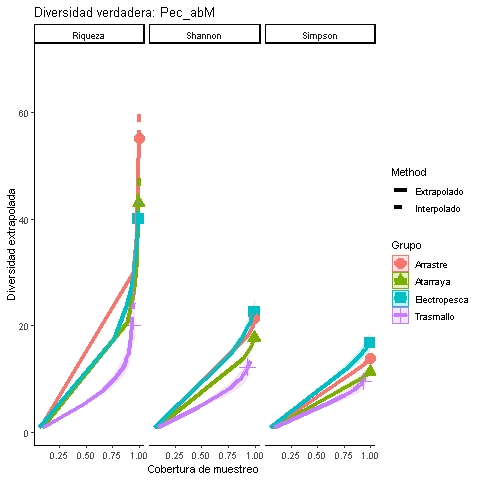 Diversidad verdadera: Pec_abM
Riqueza Shannon Simpson
Diversidad extrapolada
60
40
20
0
0.25 0.50 0.75 1.00 0.25 0.50 0.75 1.00 0.25 0.50 0.75 1.00
Cobertura de muestreo
Method
Extrapolado
Interpolado
Grupo
Arrastre
Atarraya
Electropesca
Trasmallo